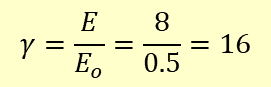 γ = E/E₀ = 8/0.5 = 16